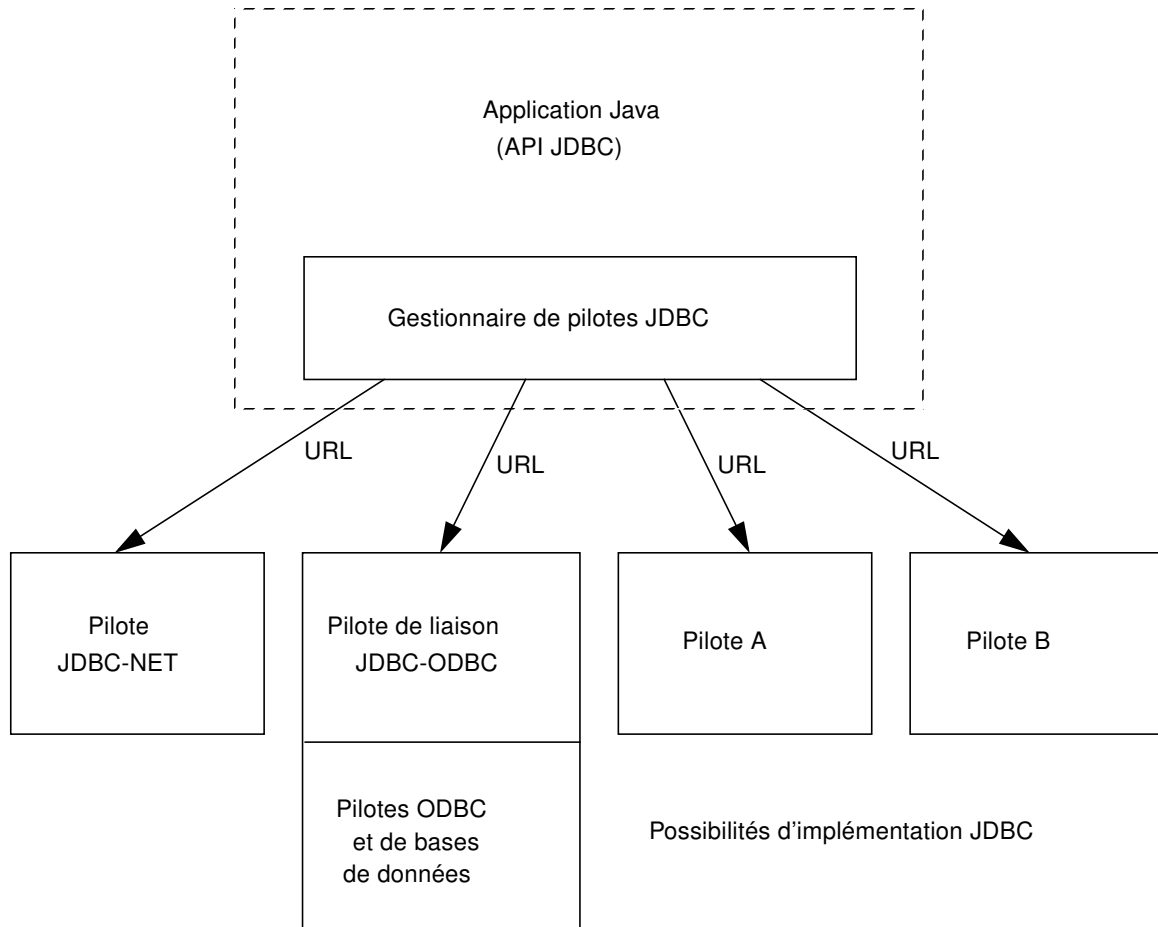 Application Java
(API JDBC)
Gestionnaire de pilotes JDBC
URL
URL
URL
URL
Pilote
JDBC-NET
Pilote de liaison
JDBC-ODBC
Pilote A
Pilote B
Pilotes ODBC
et de bases
de données
Possibilités d'implémentation JDBC